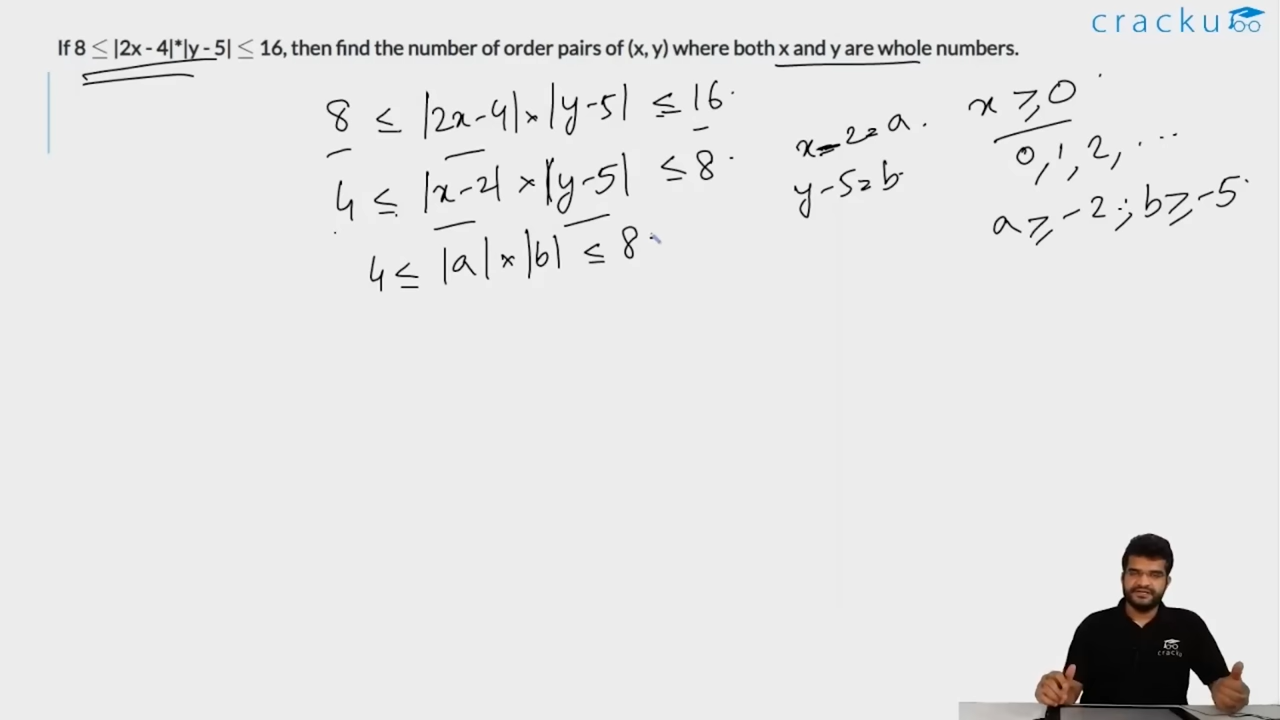 cracku
If 8 ≤ |2x - 4|*|y - 5| ≤ 16, then find the number of order pairs of (x, y) where both x and y are whole numbers.
8 ≤ |2x-4| × |y-5| ≤ 16.
4 ≤ |x-2| × |y-5| ≤ 8.
4 ≤ |a| × |b| ≤ 8.
x-2=a.
y-5=b.
x ≥ 0
0, 1, 2, ...
a ≥ -2; b ≥ -5
cracku